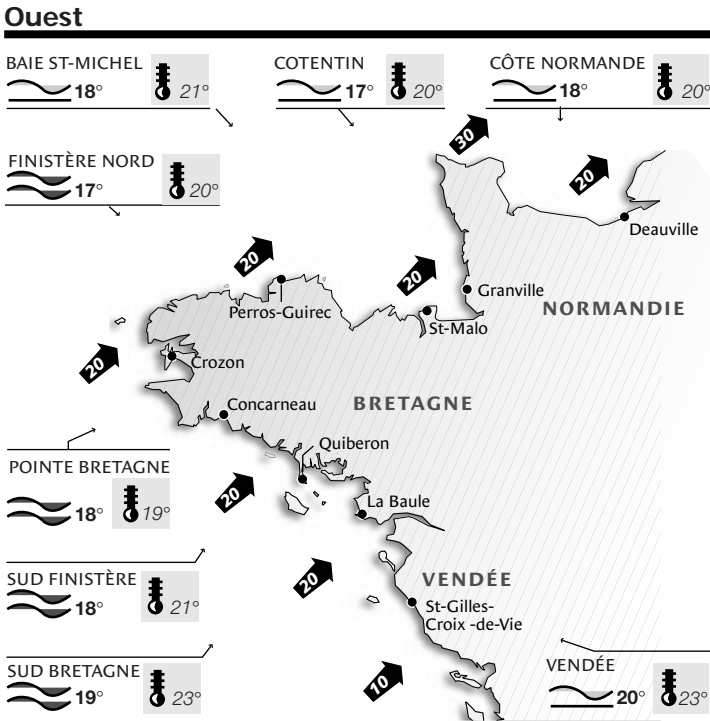 Ouest
BAIE ST-MICHEL
18° 21°
COTENTIN
17° 20°
CÔTE NORMANDE
18° 20°
FINISTÈRE NORD
17° 20°
30
20
Deauville
20
20
Granville
NORMANDIE
Perros-Guirec
St-Malo
20
Crozon
Concarneau
BRETAGNE
Quiberon
POINTE BRETAGNE
18° 19°
20
La Baule
SUD FINISTÈRE
18° 21°
20
VENDÉE
St-Gilles-
Croix -de-Vie
SUD BRETAGNE
19° 23°
10
VENDÉE
20° 23°